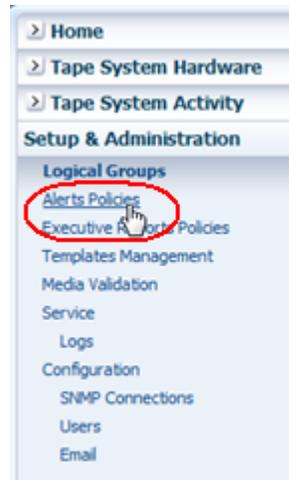 Home
Tape System Hardware
Tape System Activity
Setup & Administration
Logical Groups
Alerts Policies
Executive Reports Policies
Templates Management
Media Validation
Service
Logs
Configuration
SNMP Connections
Users
Email